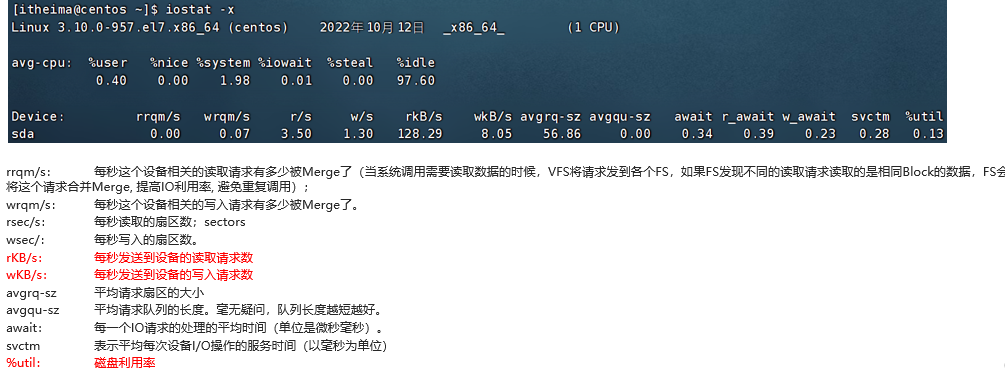 [itheima@centos ~]$ iostat -x
Linux 3.10.0-957.el7.x86_64 (centos) 2022年10月12日 _x86_64_ (1 CPU)
avg-cpu: %user %nice %system %iowait %steal %idle
0.40 0.00 1.98 0.01 0.00 97.60
Device: rrqm/s wrqm/s r/s w/s rkB/s wkB/s avgrq-sz avgqu-sz await r_await w_await svctm %util
sda 0.00 0.07 3.50 1.30 128.29 8.05 56.86 0.00 0.34 0.39 0.23 0.28 0.13
rrqm/s: 每秒这个设备相关的读取请求有多少被Merge了（当系统调用需要读取数据的时候，VFS将请求发到各个FS，如果FS发现不同的读取请求读取的是相同Block的数据，FS会
将这个请求合并Merge, 提高IO利用率, 避免重复调用）；
wrqm/s: 每秒这个设备相关的写入请求有多少被Merge了。
rsec/s: 每秒读取的扇区数；sectors
wsec/: 每秒写入的扇区数。
rKB/s: 每秒发送到设备的读取请求数
wKB/s: 每秒发送到设备的写入请求数
avgrq-sz 平均请求扇区的大小
avgqu-sz 平均请求队列的长度。毫无疑问，队列长度越短越好。
await: 每一个IO请求的处理的平均时间（单位是微秒毫秒）。
svctm 表示平均每次设备I/O操作的服务时间（以毫秒为单位）
%util: 磁盘利用率